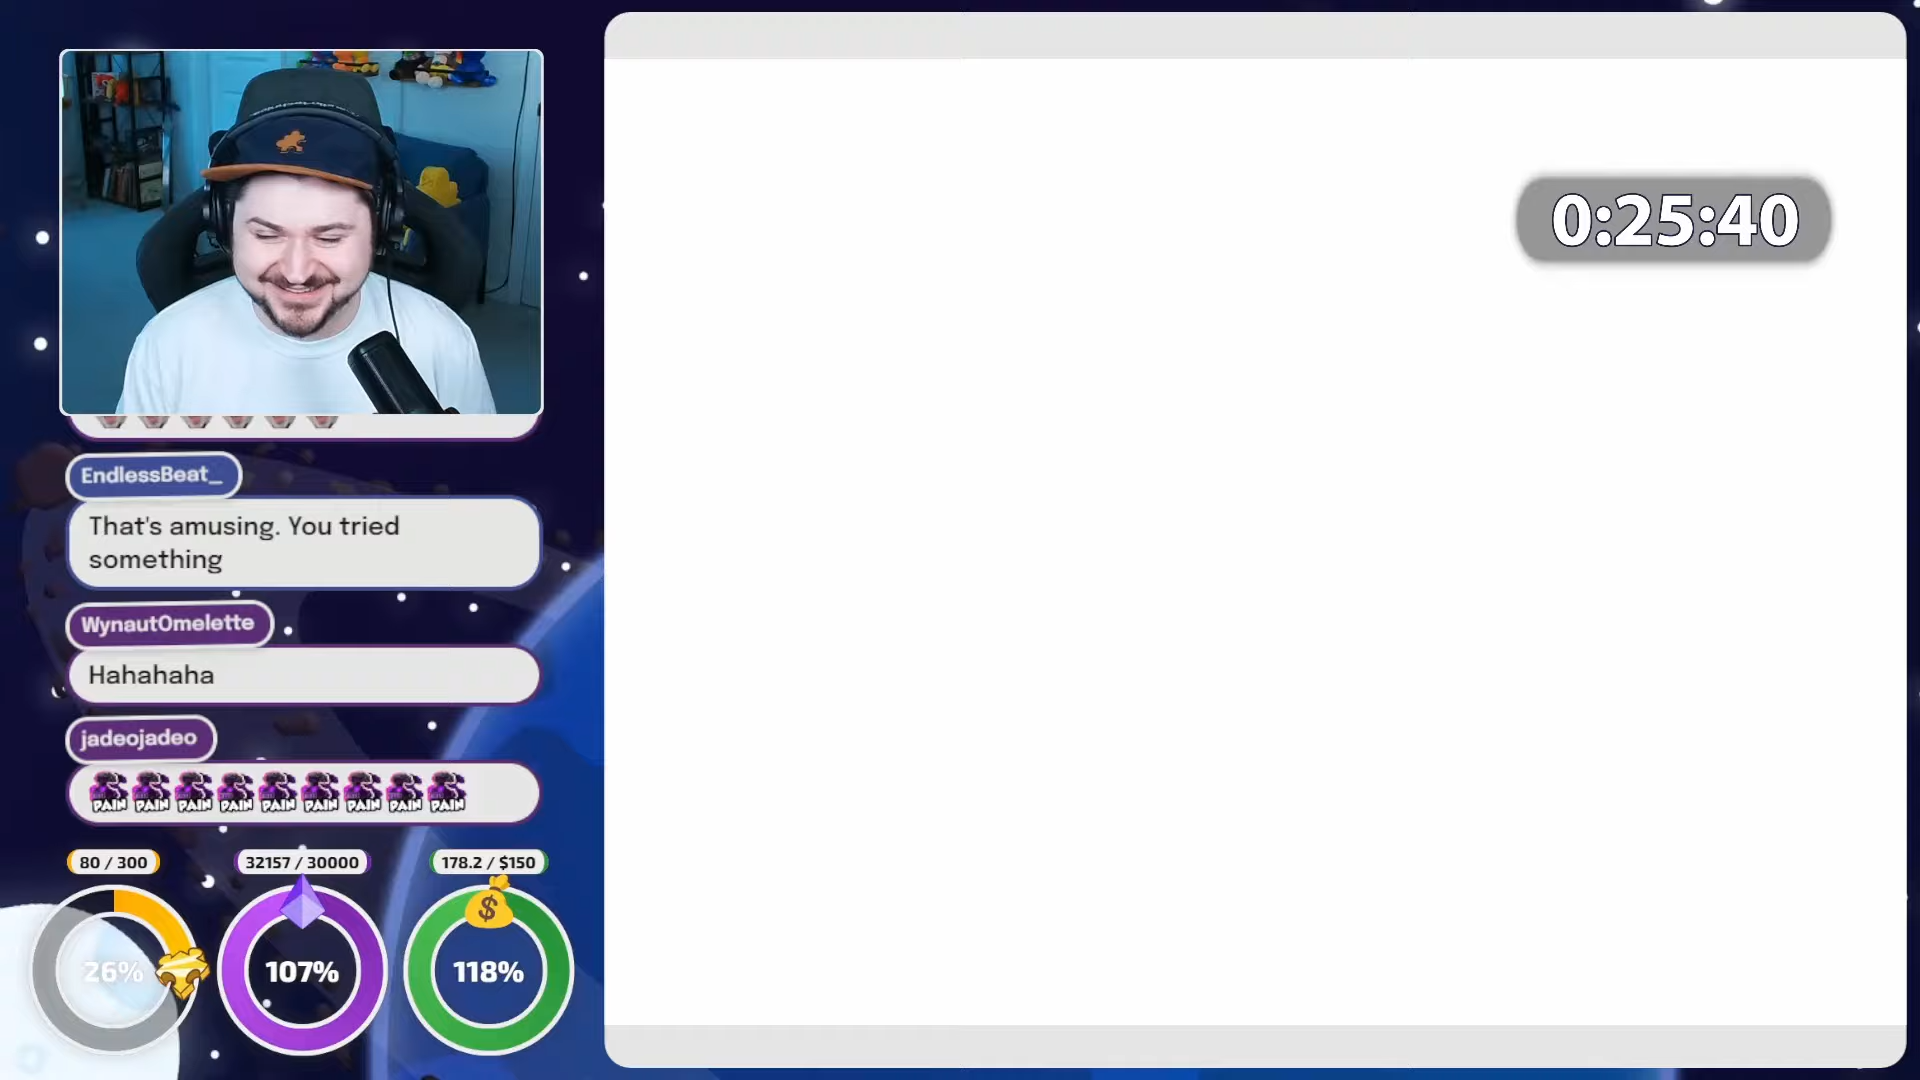 0:25:40
EndlessBeat_
That's amusing. You tried
something
WynautOmelette
Hahahaha
jadeojadeo
PAIN PAIN PAIN PAIN PAIN PAIN PAIN PAIN PAIN
80 / 300
32157 / 30000
178.2 / $150
26%
107%
118%